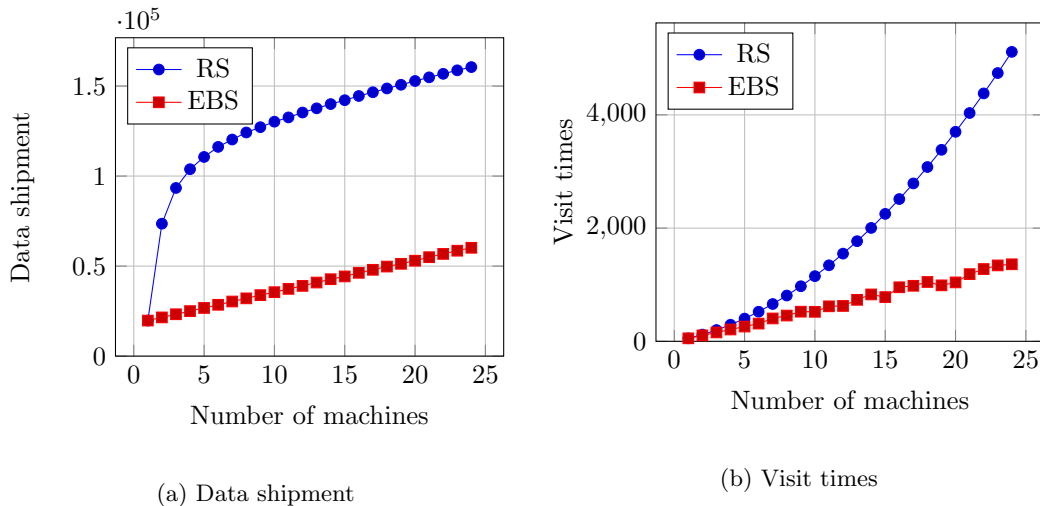 ·10⁵
RS
EBS
1.5
1
0.5
0
0 5 10 15 20 25
Data shipment
Number of machines
(a) Data shipment
RS
EBS
4,000
2,000
0
0 5 10 15 20 25
Visit times
Number of machines
(b) Visit times